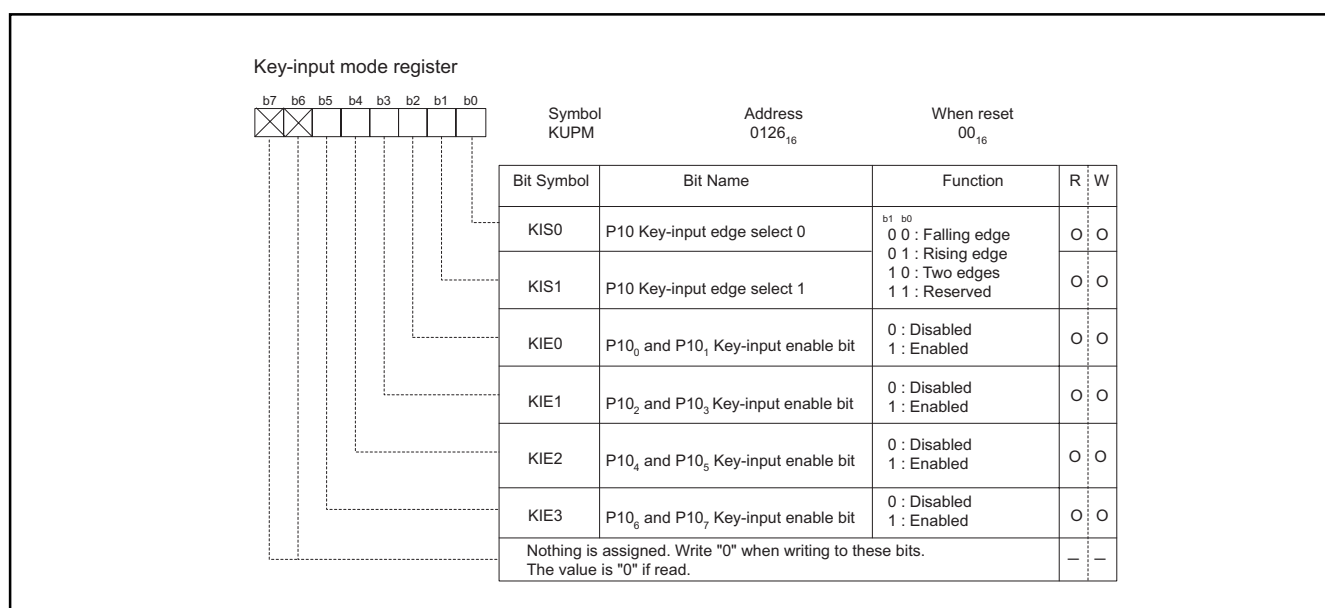 Key-input mode register
b7 b6 b5 b4 b3 b2 b1 b0
Symbol Address When reset
KUPM 0126₁₆ 00₁₆
Bit Symbol Bit Name Function R W
KIS0 P10 Key-input edge select 0 O O
KIS1 P10 Key-input edge select 1 O O
b1 b0
0 0 : Falling edge
0 1 : Rising edge
1 0 : Two edges
1 1 : Reserved
KIE0 P10₀ and P10₁ Key-input enable bit O O
0 : Disabled
1 : Enabled
KIE1 P10₂ and P10₃ Key-input enable bit O O
0 : Disabled
1 : Enabled
KIE2 P10₄ and P10₅ Key-input enable bit O O
0 : Disabled
1 : Enabled
KIE3 P10₆ and P10₇ Key-input enable bit O O
0 : Disabled
1 : Enabled
Nothing is assigned. Write "0" when writing to these bits. – –
The value is "0" if read.